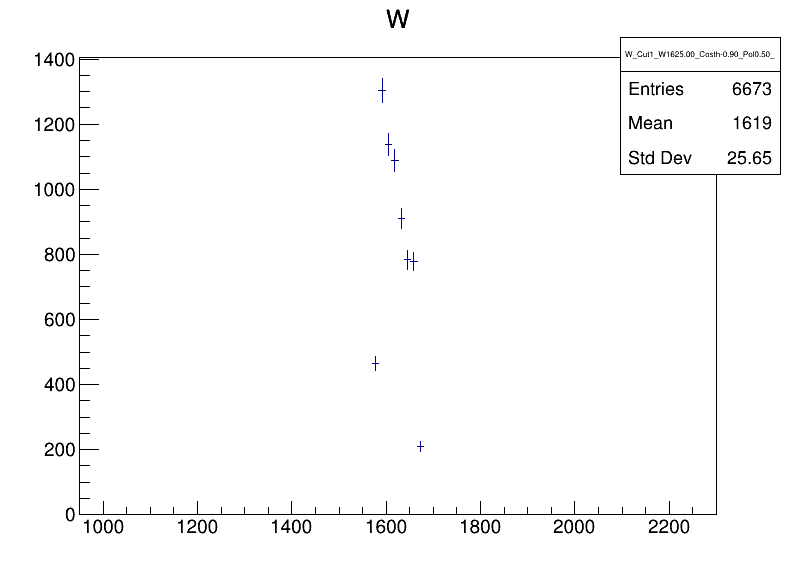 W
W_Cut1_W1625.00_Costh-0.90_Pol0.50_
Entries 6673
Mean 1619
Std Dev 25.65
1400
1200
1000
800
600
400
200
0
1000 1200 1400 1600 1800 2000 2200